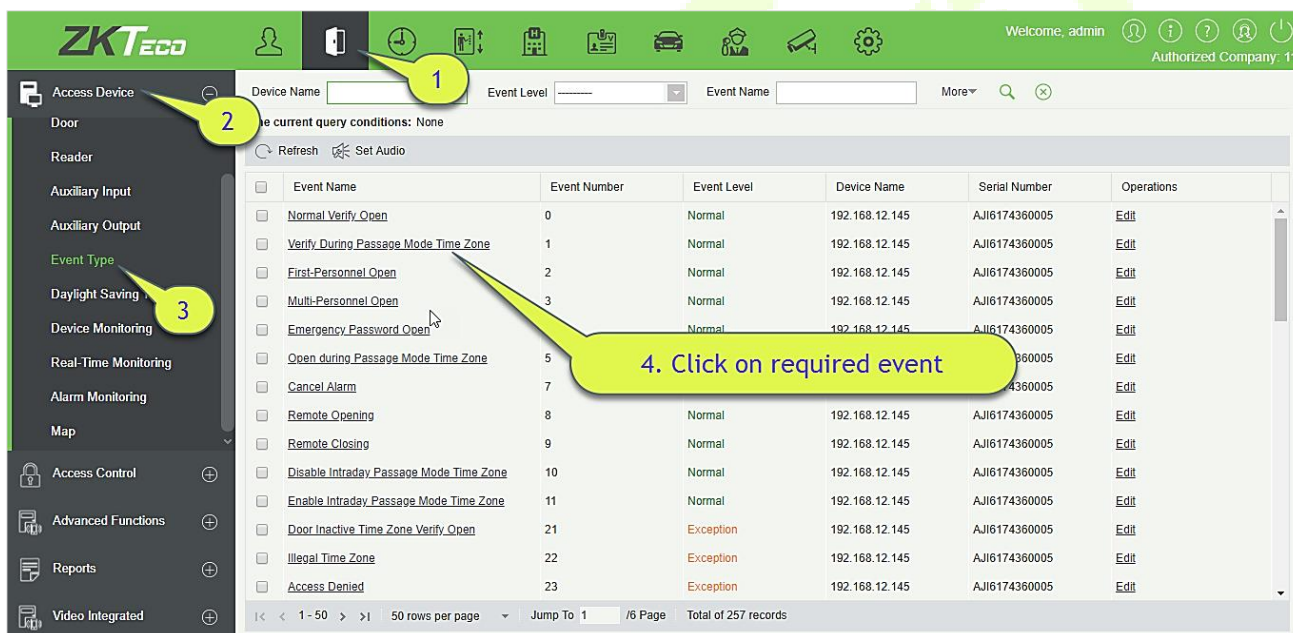 ZKTECO
Welcome, admin
Authorized Company: 1
1
Access Device
2
Device Name Event Level --------- Event Name More
current query conditions: None
Refresh Set Audio
Door
Reader
Auxiliary Input
Auxiliary Output
Event Type
3
Daylight Saving
Device Monitoring
Real-Time Monitoring
Alarm Monitoring
Map
Access Control
Advanced Functions
Reports
Video Integrated
Event Name Event Number Event Level Device Name Serial Number Operations
Normal Verify Open 0 Normal 192.168.12.145 AJI6174360005 Edit
Verify During Passage Mode Time Zone 1 Normal 192.168.12.145 AJI6174360005 Edit
First-Personnel Open 2 Normal 192.168.12.145 AJI6174360005 Edit
Multi-Personnel Open 3 Normal 192.168.12.145 AJI6174360005 Edit
Emergency Password Open Normal 192.168.12.145 AJI6174360005 Edit
Open during Passage Mode Time Zone 5 60005 Edit
4. Click on required event
Cancel Alarm 7 4360005 Edit
Remote Opening 8 Normal 192.168.12.145 AJI6174360005 Edit
Remote Closing 9 Normal 192.168.12.145 AJI6174360005 Edit
Disable Intraday Passage Mode Time Zone 10 Normal 192.168.12.145 AJI6174360005 Edit
Enable Intraday Passage Mode Time Zone 11 Normal 192.168.12.145 AJI6174360005 Edit
Door Inactive Time Zone Verify Open 21 Exception 192.168.12.145 AJI6174360005 Edit
Illegal Time Zone 22 Exception 192.168.12.145 AJI6174360005 Edit
Access Denied 23 Exception 192.168.12.145 AJI6174360005 Edit
1 - 50 50 rows per page Jump To 1 /6 Page Total of 257 records